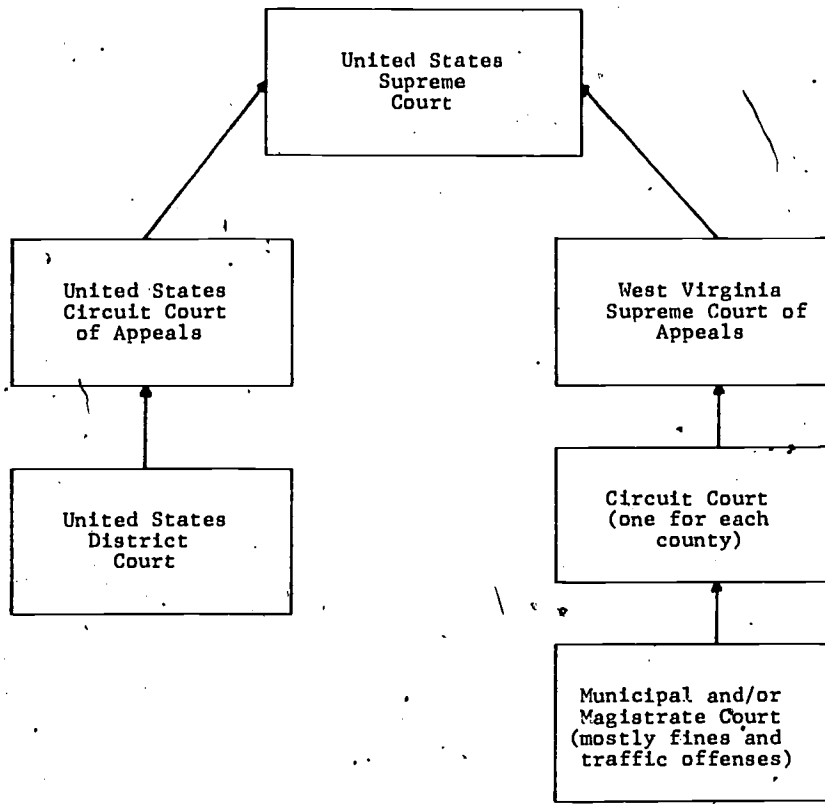 United States
Supreme
Court
United States
Circuit Court
of Appeals
West Virginia
Supreme Court of
Appeals
United States
District
Court
Circuit Court
(one for each
county)
Municipal and/or
Magistrate Court
(mostly fines and
traffic offenses)